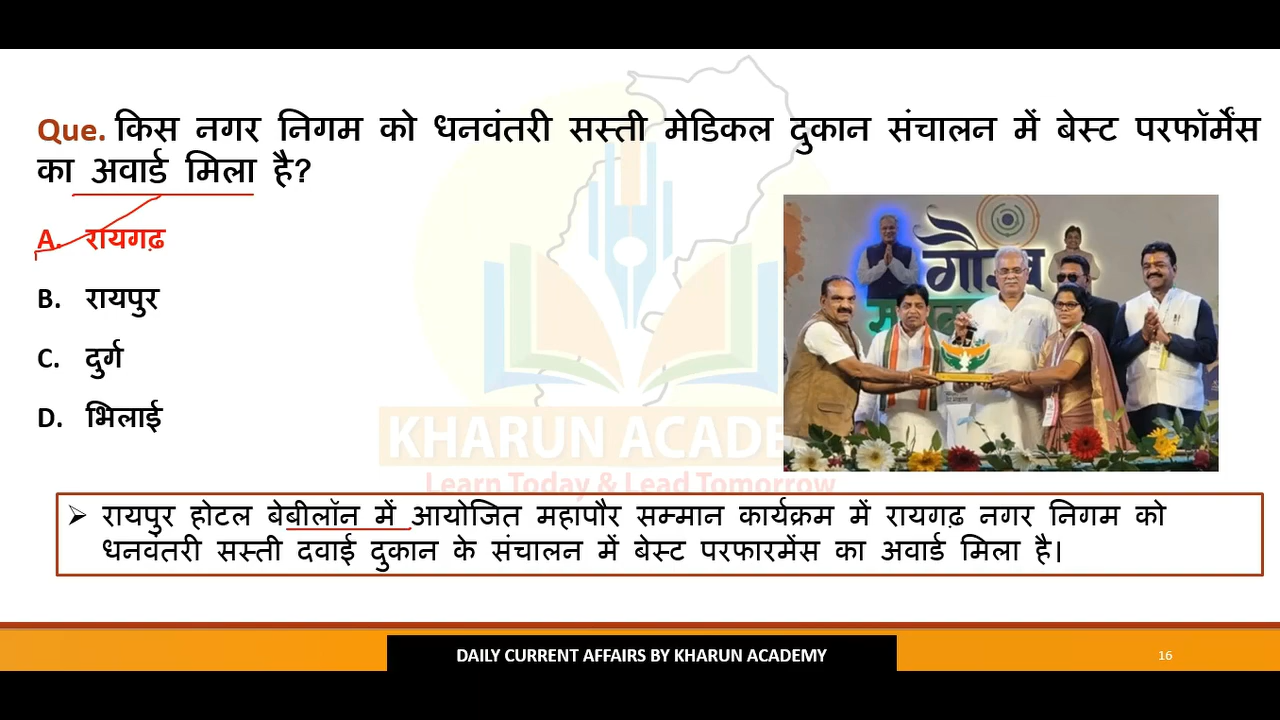 Que. किस नगर निगम को धनवंतरी सस्ती मेडिकल दुकान संचालन में बेस्ट परफॉर्मेंस
का अवार्ड मिला है?
A. रायगढ़
B. रायपुर
C. दुर्ग
D. भिलाई
गौरव
KHARUN ACADE
Learn Today & Lead Tomorrow
➢ रायपुर होटल बेबीलॉन में आयोजित महापौर सम्मान कार्यक्रम में रायगढ़ नगर निगम को
धनवंतरी सस्ती दवाई दुकान के संचालन में बेस्ट परफारमेंस का अवार्ड मिला है।
DAILY CURRENT AFFAIRS BY KHARUN ACADEMY
16